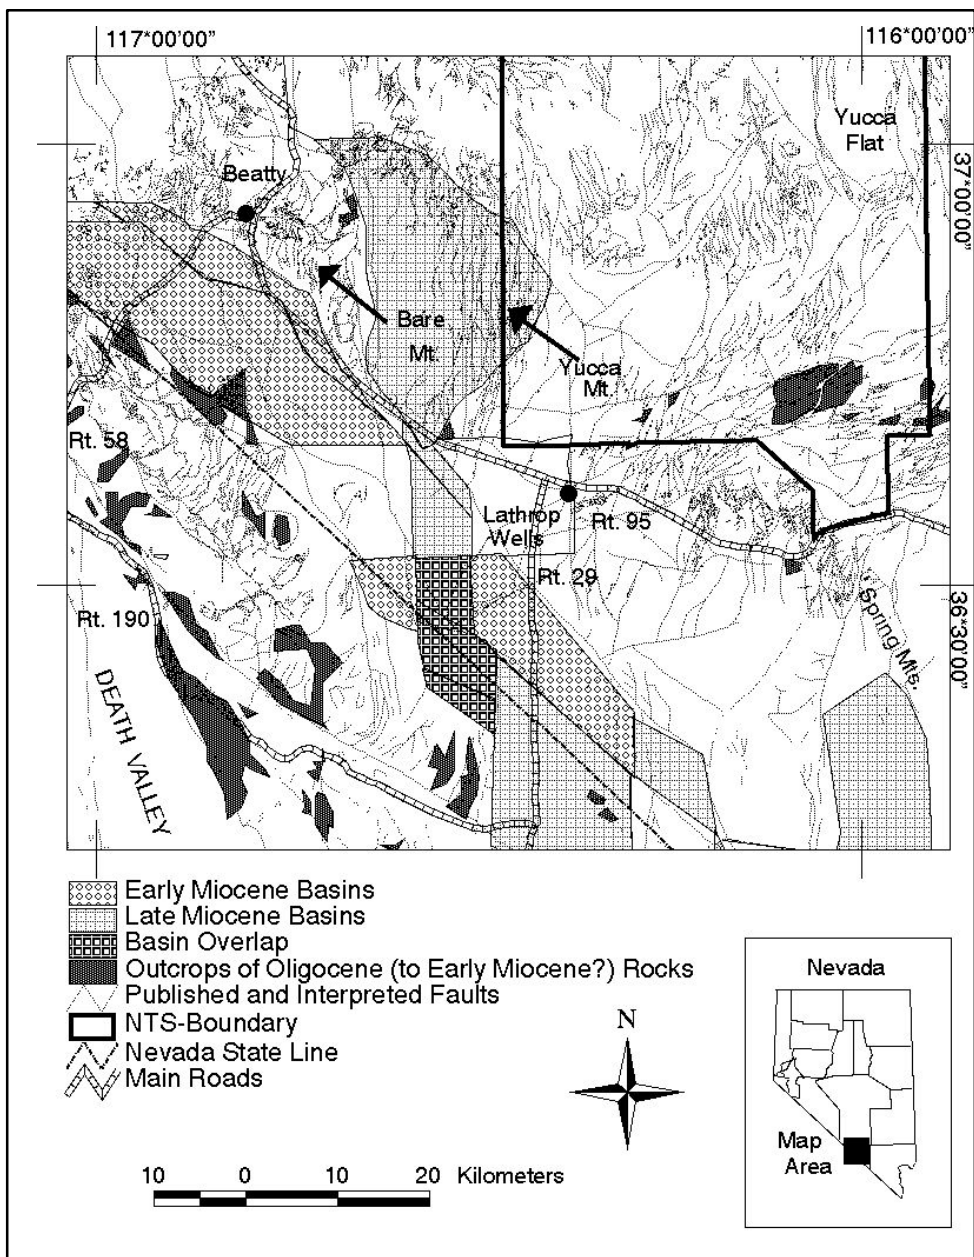 117*00'00"
116*00'00"
Yucca
Flat
37*00'00"
Beatty
Bare
Mt.
Yucca
Mt.
Rt. 58
Lathrop
Wells
Rt. 95
Rt. 29
Rt. 190
36*30'00"
Spring Mts.
DEATH VALLEY
Early Miocene Basins
Late Miocene Basins
Basin Overlap
Outcrops of Oligocene (to Early Miocene?) Rocks
Published and Interpreted Faults
NTS-Boundary
Nevada State Line
Main Roads
N
10 0 10 20 Kilometers
Nevada
Map
Area